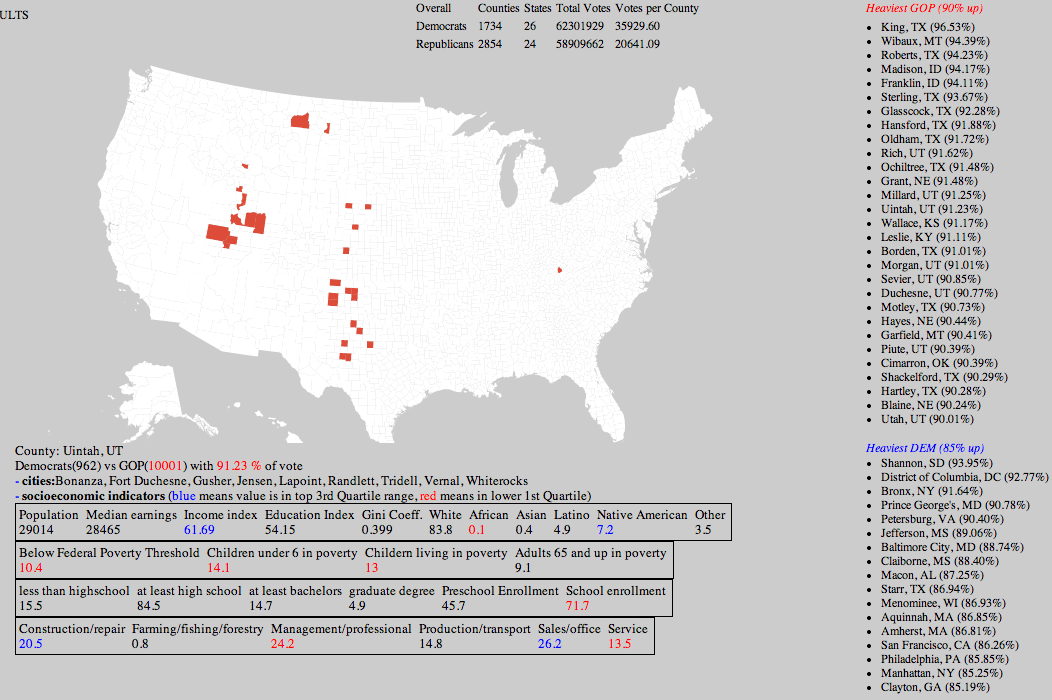 ULTS
Overall Counties States Total Votes Votes per County
Democrats 1734 26 62301929 35929.60
Republicans 2854 24 58909662 20641.09
County: Uintah, UT
Democrats(962) vs GOP(10001) with 91.23 % of vote
- cities:Bonanza, Fort Duchesne, Gusher, Jensen, Lapoint, Randlett, Tridell, Vernal, Whiterocks
- socioeconomic indicators (blue means value is in top 3rd Quartile range, red means in lower 1st Quartile)
Population Median earnings Income index Education Index Gini Coeff. White African Asian Latino Native American Other
29014 28465 61.69 54.15 0.399 83.8 0.1 0.4 4.9 7.2 3.5
Below Federal Poverty Threshold Children under 6 in poverty Childern living in poverty Adults 65 and up in poverty
10.4 14.1 13 9.1
less than highschool at least high school at least bachelors graduate degree Preschool Enrollment School enrollment
15.5 84.5 14.7 4.9 45.7 71.7
Construction/repair Farming/fishing/forestry Management/professional Production/transport Sales/office Service
20.5 0.8 24.2 14.8 26.2 13.5
Heaviest GOP (90% up)
King, TX (96.53%)
Wibaux, MT (94.39%)
Roberts, TX (94.23%)
Madison, ID (94.17%)
Franklin, ID (94.11%)
Sterling, TX (93.67%)
Glasscock, TX (92.28%)
Hansford, TX (91.88%)
Oldham, TX (91.72%)
Rich, UT (91.62%)
Ochiltree, TX (91.48%)
Grant, NE (91.48%)
Millard, UT (91.25%)
Uintah, UT (91.23%)
Wallace, KS (91.17%)
Leslie, KY (91.11%)
Borden, TX (91.01%)
Morgan, UT (91.01%)
Sevier, UT (90.85%)
Duchesne, UT (90.77%)
Motley, TX (90.73%)
Hayes, NE (90.44%)
Garfield, MT (90.41%)
Piute, UT (90.39%)
Cimarron, OK (90.39%)
Shackelford, TX (90.29%)
Hartley, TX (90.28%)
Blaine, NE (90.24%)
Utah, UT (90.01%)
Heaviest DEM (85% up)
Shannon, SD (93.95%)
District of Columbia, DC (92.77%)
Bronx, NY (91.64%)
Prince George's, MD (90.78%)
Petersburg, VA (90.40%)
Jefferson, MS (89.06%)
Baltimore City, MD (88.74%)
Claiborne, MS (88.40%)
Macon, AL (87.25%)
Starr, TX (86.94%)
Menominee, WI (86.93%)
Aquinnah, MA (86.85%)
Amherst, MA (86.81%)
San Francisco, CA (86.26%)
Philadelphia, PA (85.85%)
Manhattan, NY (85.25%)
Clayton, GA (85.19%)